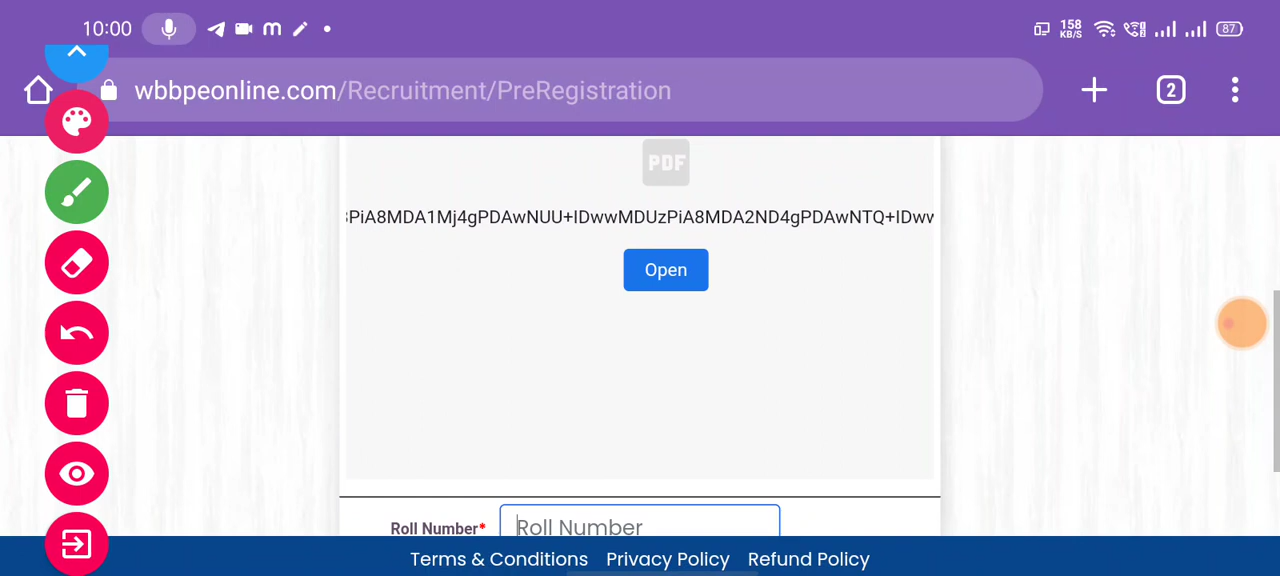 10:00
158
KB/S
87
wbbpeonline.com/Recruitment/PreRegistration
2
PDF
PiA8MDA1Mj4gPDAwNUU+IDwwMDUzPiA8MDA2ND4gPDAwNTQ+IDww
Open
Roll Number*
Roll Number
Terms & Conditions Privacy Policy Refund Policy